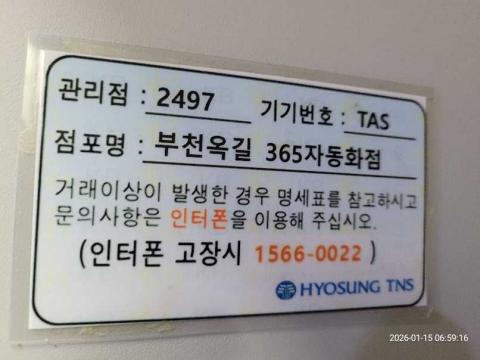 관리점 : 2497 기기번호 : TAS
점포명 : 부천옥길 365자동화점
거래이상이 발생한 경우 명세표를 참고하시고
문의사항은 인터폰을 이용해 주십시오.
(인터폰 고장시 1566-0022 )
HYOSUNG TNS
2026-01-15 06:59:16